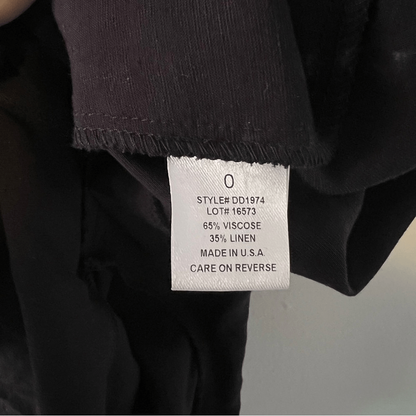 0
STYLE# DD1974
LOT# 16573
65% VISCOSE
35% LINEN
MADE IN U.S.A.
CARE ON REVERSE